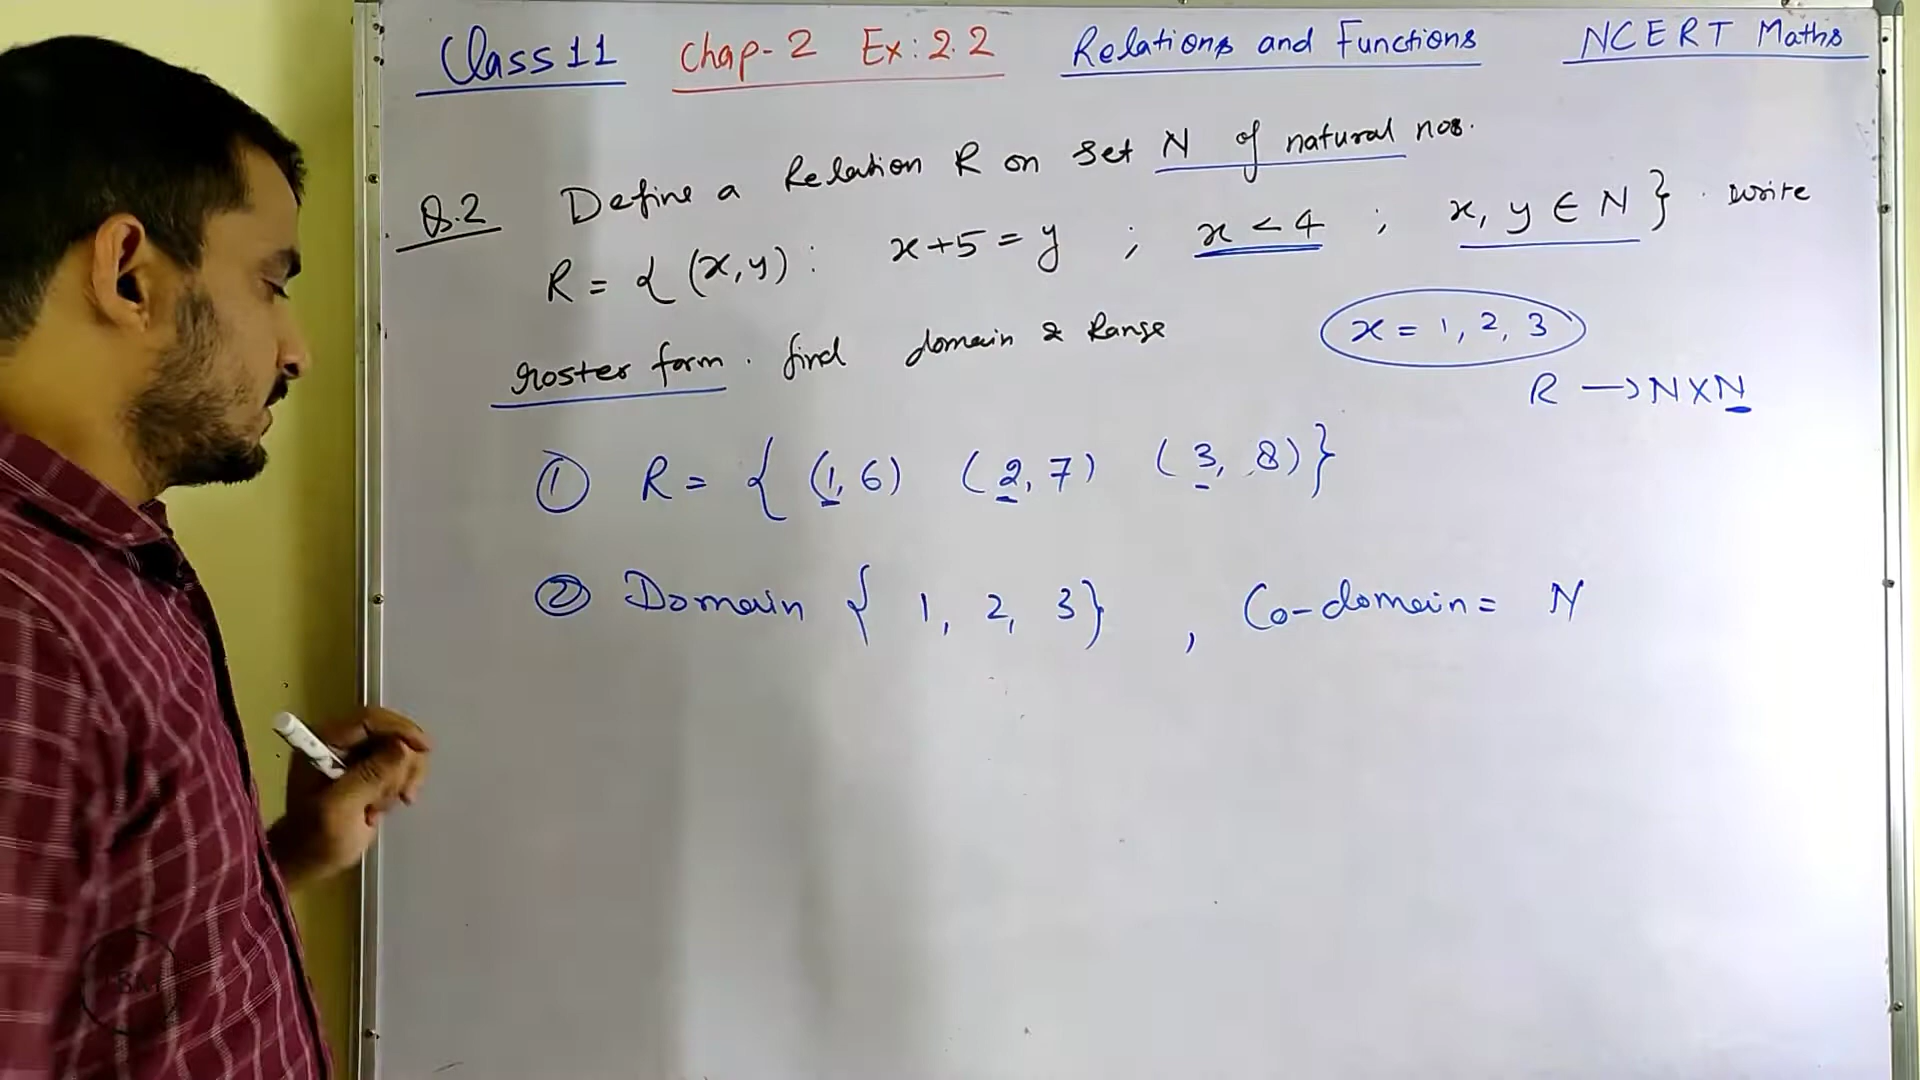 Class 11 Chap-2 Ex: 2.2 Relations and Functions NCERT Maths
Q.2 Define a Relation R on set N of natural nos.
R = { (x,y) : x+5 = y ; x < 4 ; x, y ∈ N } . write
roster form . find domain & Range
x = 1, 2, 3
R → N X N
① R = { (1, 6) (2, 7) (3, 8) }
② Domain { 1, 2, 3 } , Co-domain = N